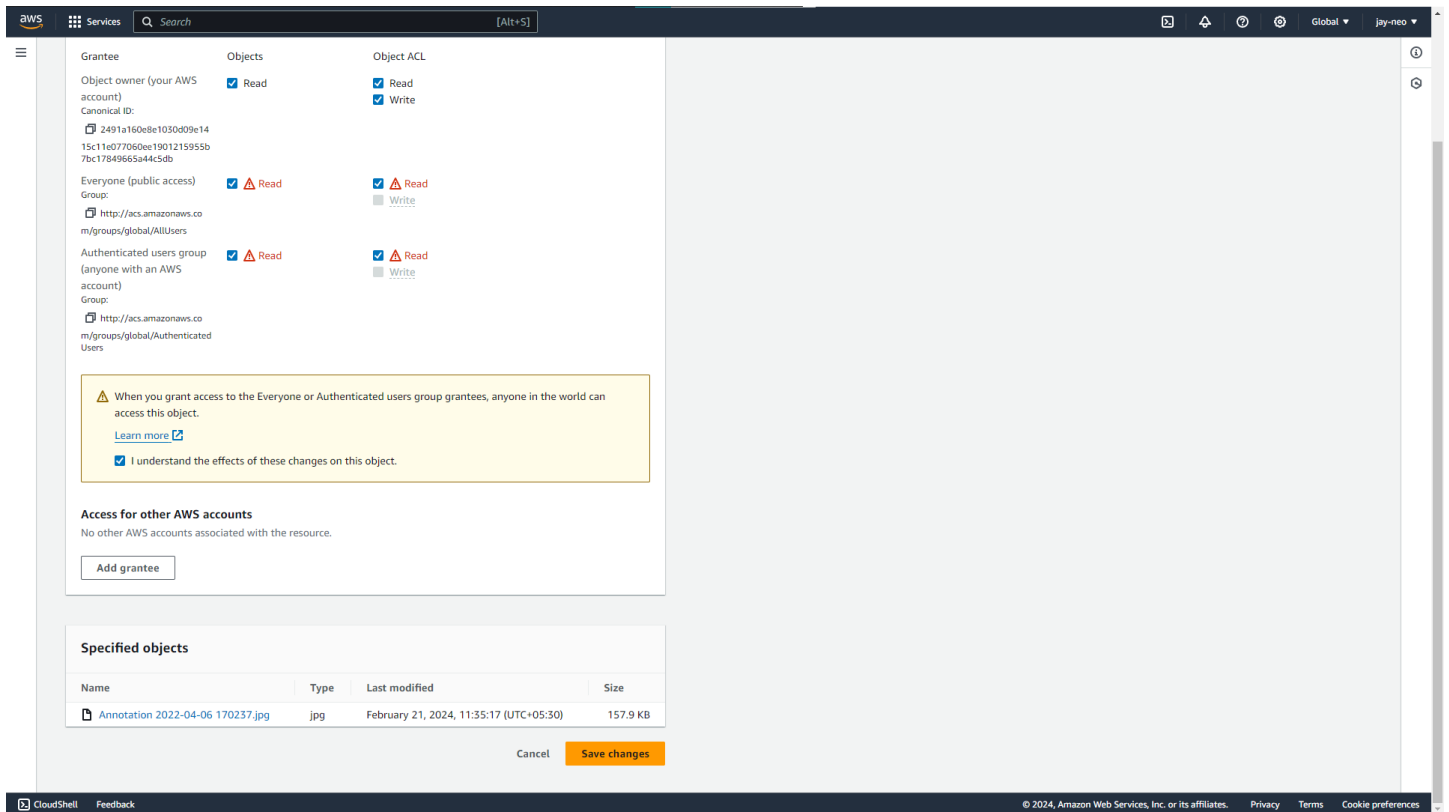 aws
Services
Search
[Alt+S]
Global
jay-neo
Grantee Objects Object ACL
Object owner (your AWS
account)
Canonical ID:
2491a160e8e1030d09e14
15c11e077060ee1901215955b
7bc17849665a44c5db
Read
Read
Write
Everyone (public access)
Group:
http://acs.amazonaws.co
m/groups/global/AllUsers
Read
Read
Write
Authenticated users group
(anyone with an AWS
account)
Group:
http://acs.amazonaws.co
m/groups/global/Authenticated
Users
Read
Read
Write
When you grant access to the Everyone or Authenticated users group grantees, anyone in the world can
access this object.
Learn more
I understand the effects of these changes on this object.
Access for other AWS accounts
No other AWS accounts associated with the resource.
Add grantee
Specified objects
Name Type Last modified Size
Annotation 2022-04-06 170237.jpg jpg February 21, 2024, 11:35:17 (UTC+05:30) 157.9 KB
Cancel
Save changes
CloudShell Feedback © 2024, Amazon Web Services, Inc. or its affiliates. Privacy Terms Cookie preferences